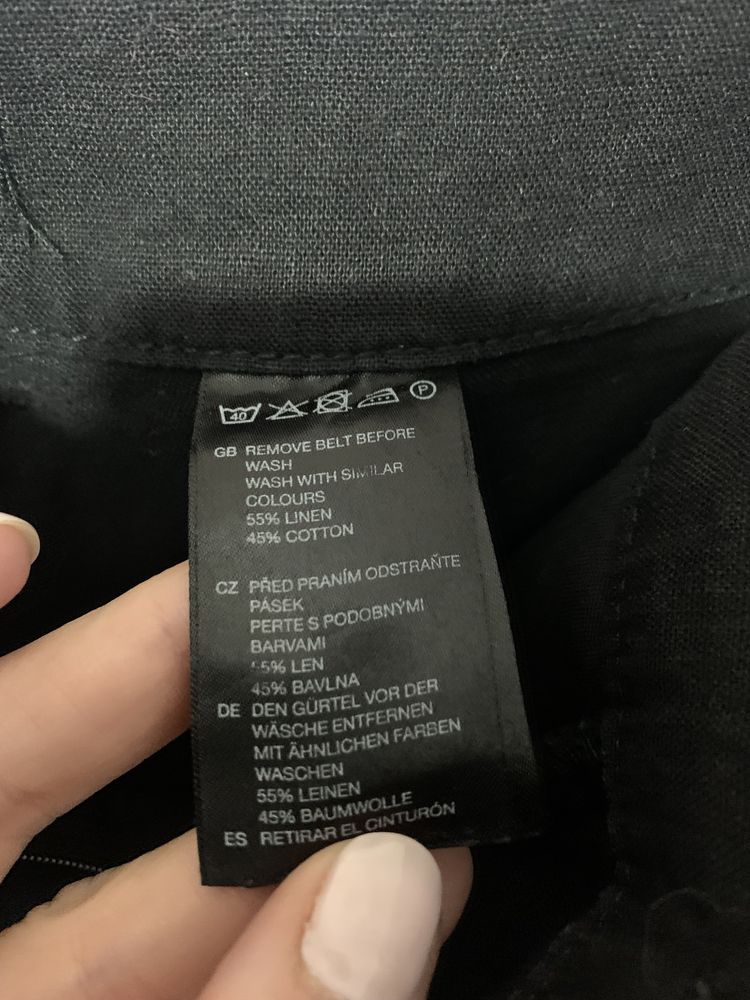 40 P
GB REMOVE BELT BEFORE
WASH
WASH WITH SIMILAR
COLOURS
55% LINEN
45% COTTON
CZ PŘED PRANÍM ODSTRAŇTE
PÁSEK
PERTE S PODOBNÝMI
BARVAMI
55% LEN
45% BAVLNA
DE DEN GÜRTEL VOR DER
WÄSCHE ENTFERNEN
MIT ÄHNLICHEN FARBEN
WASCHEN
55% LEINEN
45% BAUMWOLLE
ES RETIRAR EL CINTURÓN